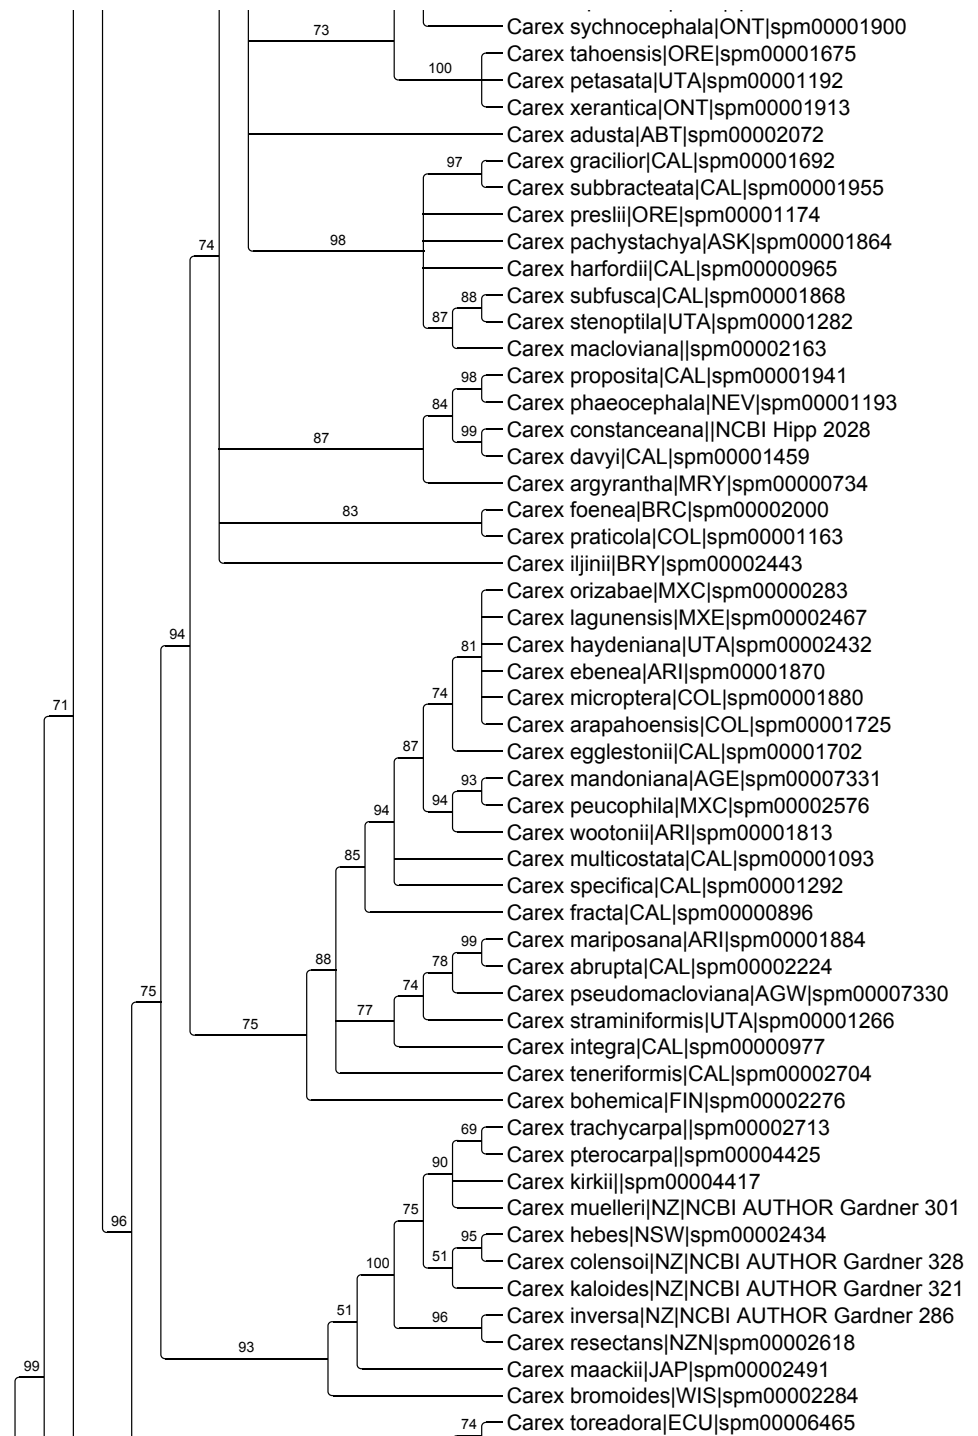 Carex sychnocephala|ONT|spm00001900
73
Carex tahoensis|ORE|spm00001675
100
Carex petasata|UTA|spm00001192
Carex xerantica|ONT|spm00001913
Carex adusta|ABT|spm00002072
97
Carex gracilior|CAL|spm00001692
Carex subbracteata|CAL|spm00001955
Carex preslii|ORE|spm00001174
74
98
Carex pachystachya|ASK|spm00001864
Carex harfordii|CAL|spm00000965
88
Carex subfusca|CAL|spm00001868
87
Carex stenoptila|UTA|spm00001282
Carex macloviana||spm00002163
98
Carex proposita|CAL|spm00001941
84
Carex phaeocephala|NEV|spm00001193
87
99
Carex constanceana||NCBI Hipp 2028
Carex davyi|CAL|spm00001459
Carex argyrantha|MRY|spm00000734
83
Carex foenea|BRC|spm00002000
Carex praticola|COL|spm00001163
Carex iljinii|BRY|spm00002443
Carex orizabae|MXC|spm00000283
Carex lagunensis|MXE|spm00002467
94
81
Carex haydeniana|UTA|spm00002432
Carex ebenea|ARI|spm00001870
71
74
Carex microptera|COL|spm00001880
Carex arapahoensis|COL|spm00001725
87
Carex egglestonii|CAL|spm00001702
93
Carex mandoniana|AGE|spm00007331
94
94
Carex peucophila|MXC|spm00002576
Carex wootonii|ARI|spm00001813
85
Carex multicostata|CAL|spm00001093
Carex specifica|CAL|spm00001292
Carex fracta|CAL|spm00000896
99
Carex mariposana|ARI|spm00001884
88
78
Carex abrupta|CAL|spm00002224
75
74
Carex pseudomacloviana|AGW|spm00007330
75
77
Carex straminiformis|UTA|spm00001266
Carex integra|CAL|spm00000977
Carex teneriformis|CAL|spm00002704
Carex bohemica|FIN|spm00002276
69
Carex trachycarpa||spm00002713
90
Carex pterocarpa||spm00004425
Carex kirkii||spm00004417
96
75
Carex muelleri|NZ|NCBI AUTHOR Gardner 301
95
Carex hebes|NSW|spm00002434
100
51
Carex colensoi|NZ|NCBI AUTHOR Gardner 328
Carex kaloides|NZ|NCBI AUTHOR Gardner 321
51
96
Carex inversa|NZ|NCBI AUTHOR Gardner 286
93
Carex resectans|NZN|spm00002618
99
Carex maackii|JAP|spm00002491
Carex bromoides|WIS|spm00002284
74
Carex toreadora|ECU|spm00006465